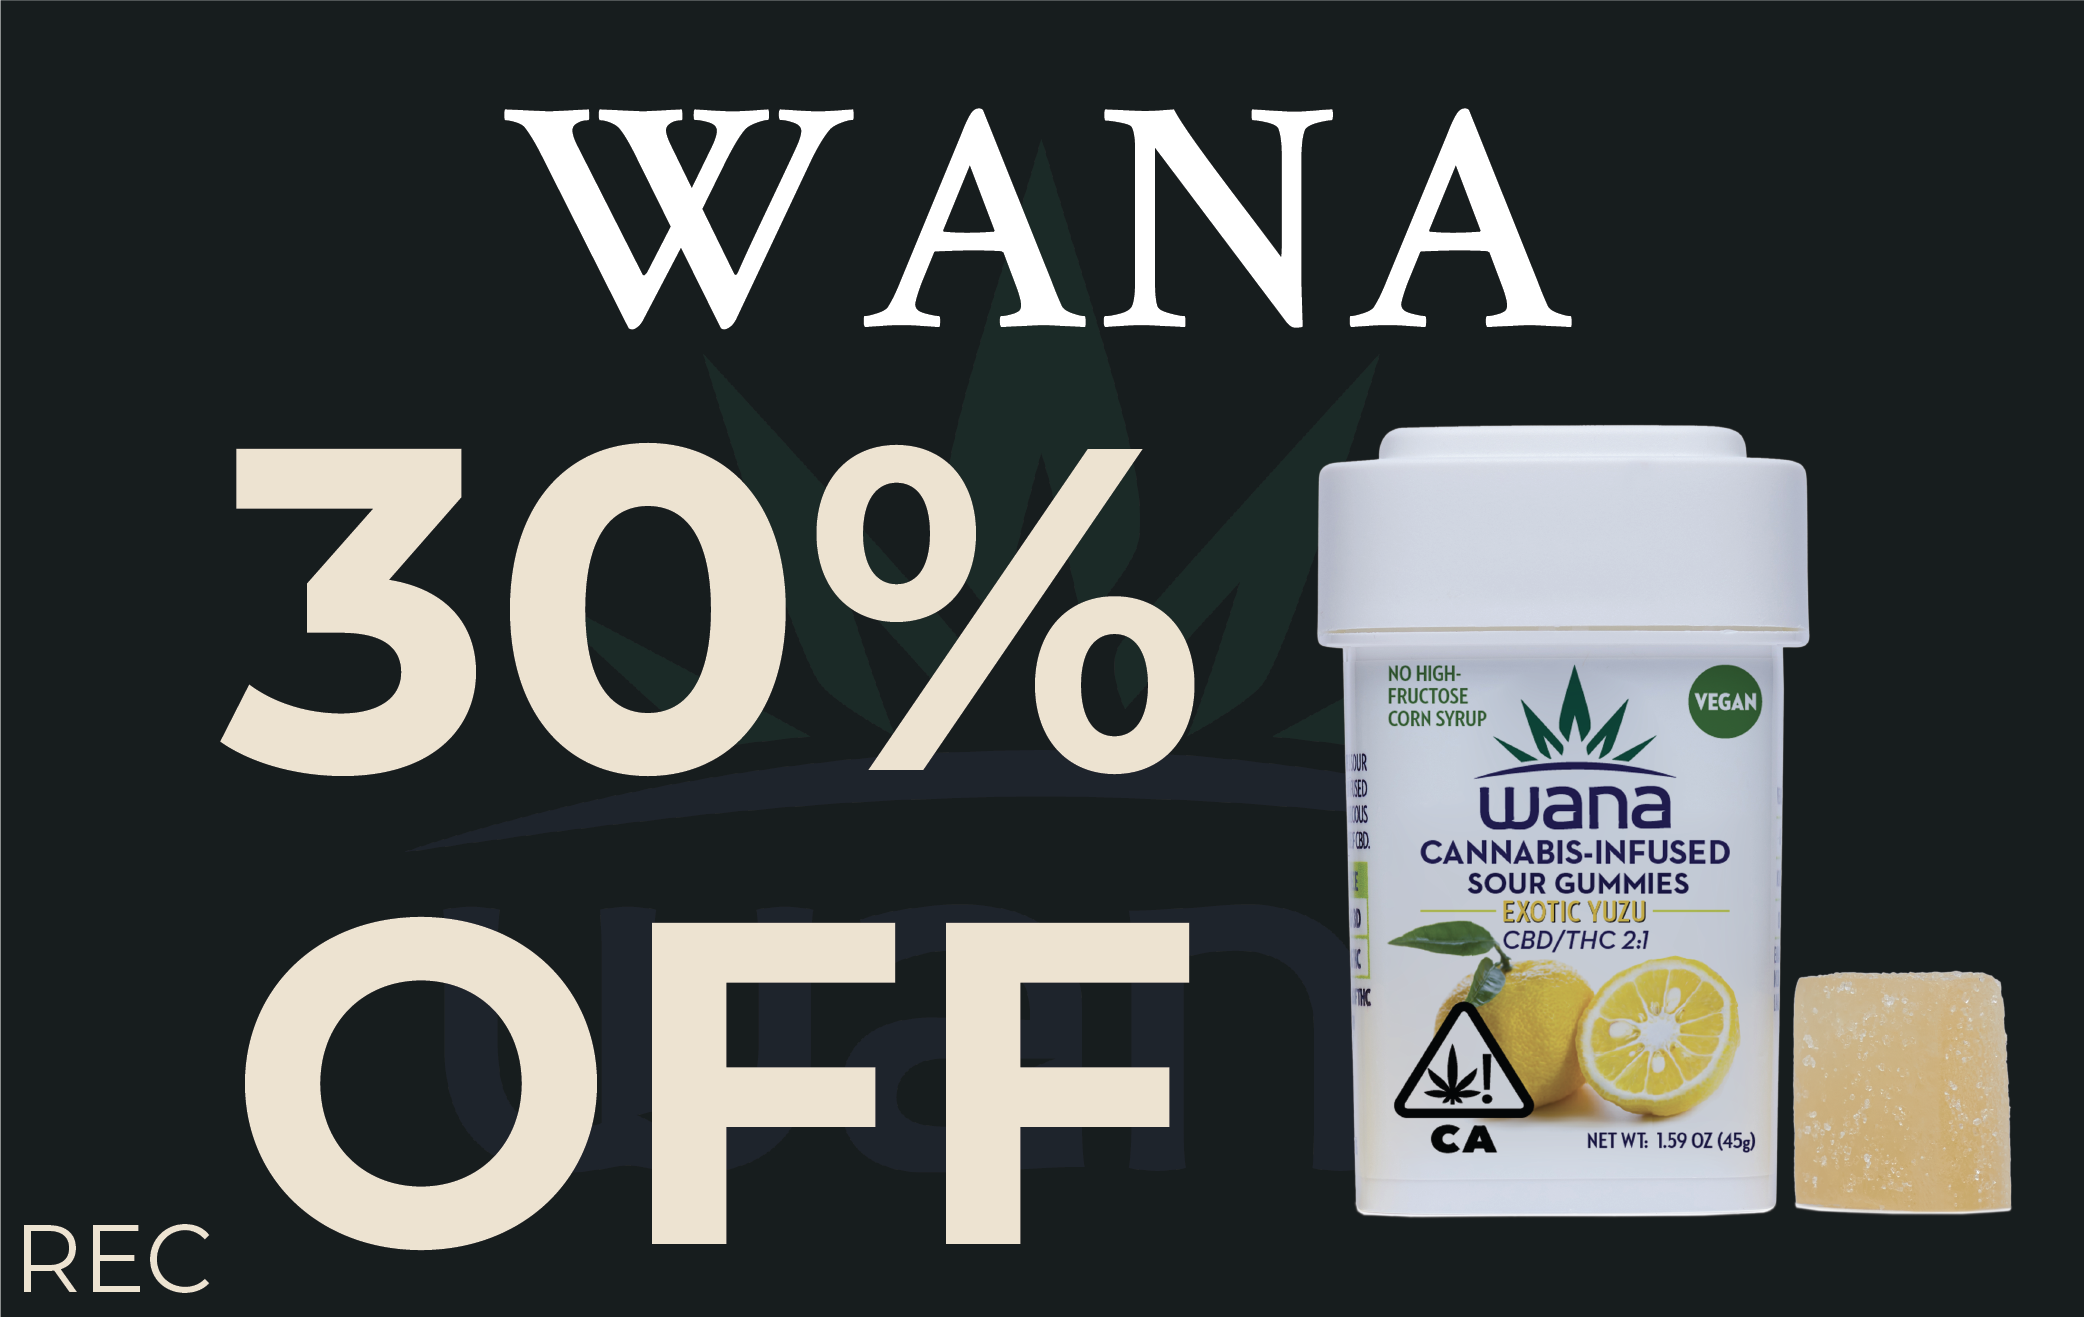 WANA
30%
OFF
REC
NO HIGH-
FRUCTOSE
CORN SYRUP
VEGAN
wana
CANNABIS-INFUSED
SOUR GUMMIES
EXOTIC YUZU
CBD/THC 2:1
CA
NET WT: 1.59 OZ (45g)